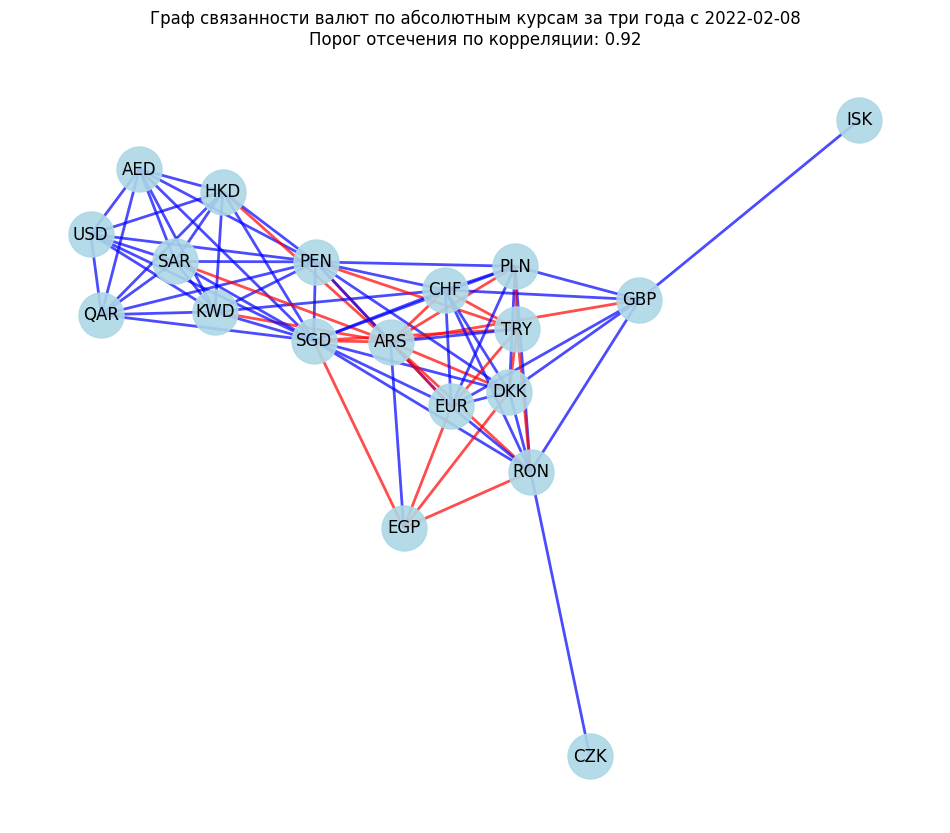 Граф связанности валют по абсолютным курсам за три года с 2022-02-08
Порог отсечения по корреляции: 0.92
ISK
AED
HKD
USD
SAR
PEN
PLN
CHF
GBP
QAR
KWD
TRY
SGD
ARS
DKK
EUR
RON
EGP
CZK